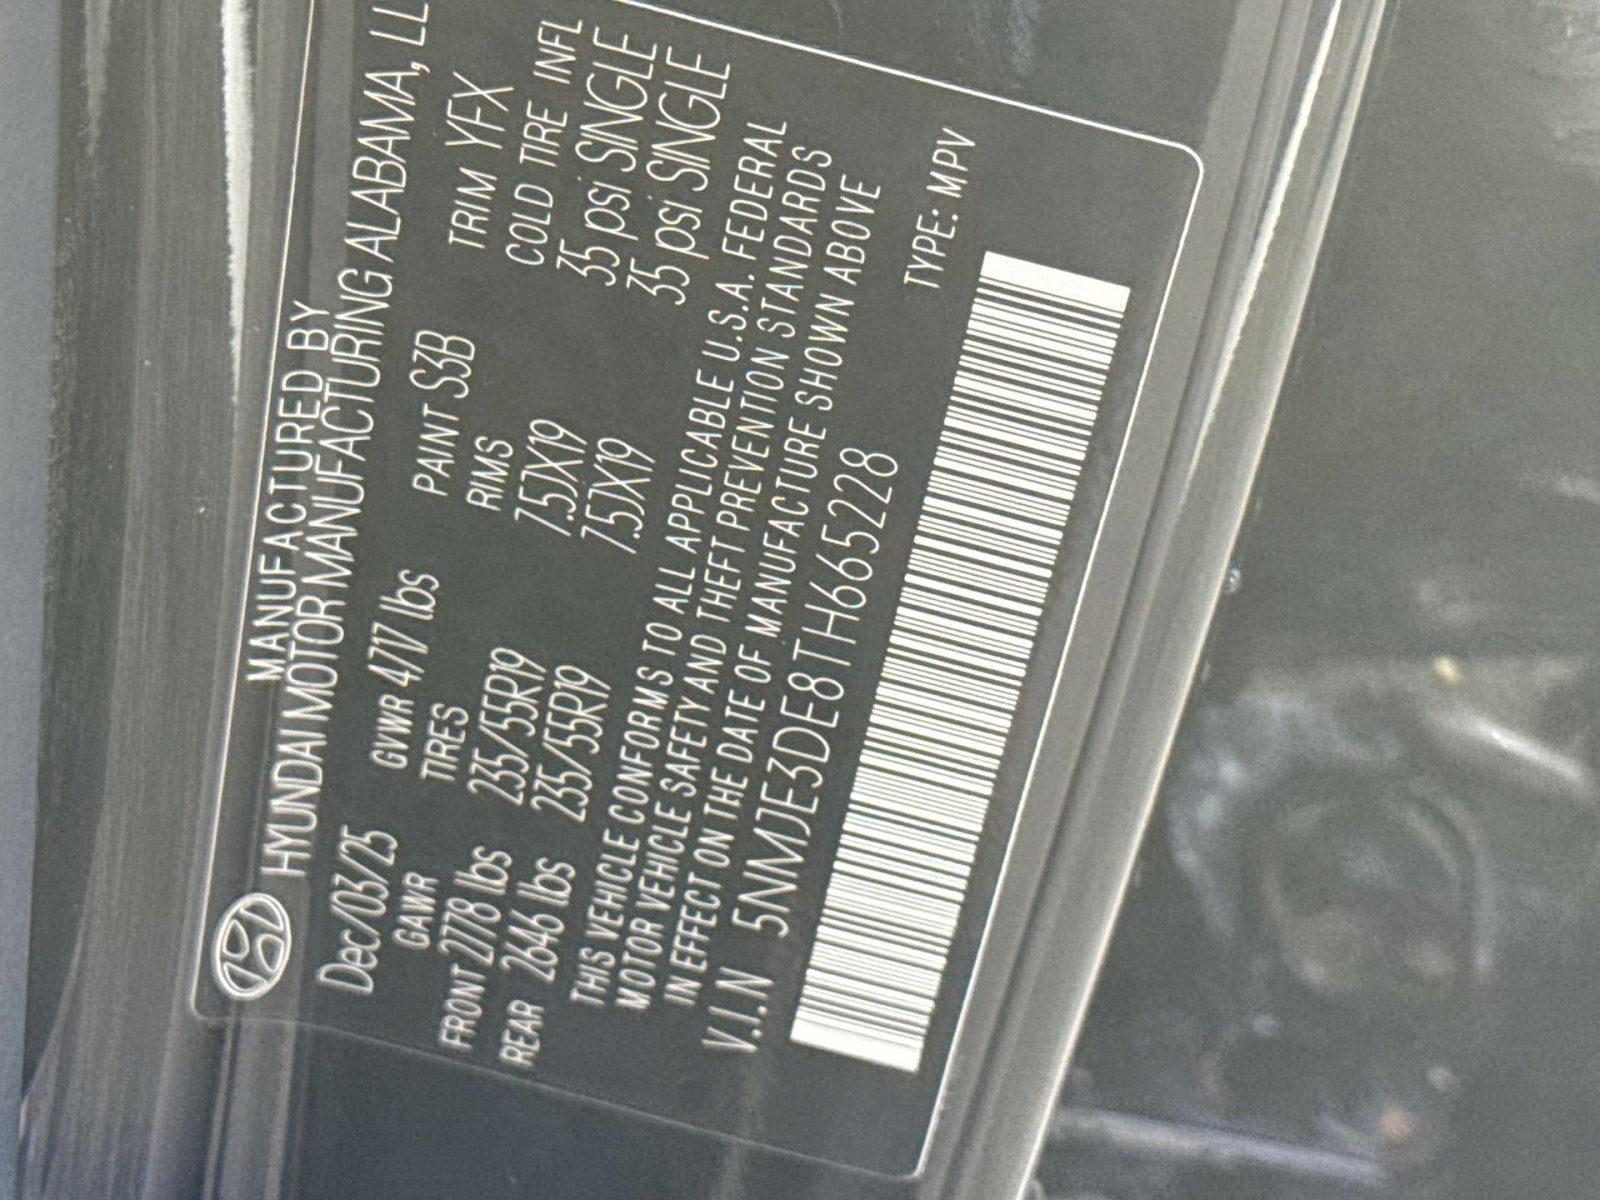 MANUFACTURED BY
HYUNDAI MOTOR MANUFACTURING ALABAMA, LL
Dec/03/25 GVWR 4717 lbs PAINT S3B TRIM YFX
GAWR TIRES RIMS COLD TIRE INFL
FRONT 2778 lbs 235/55R19 7.5JX19 35 psi SINGLE
REAR 2646 lbs 235/55R19 7.5JX19 35 psi SINGLE
THIS VEHICLE CONFORMS TO ALL APPLICABLE U.S.A. FEDERAL
MOTOR VEHICLE SAFETY AND THEFT PREVENTION STANDARDS
IN EFFECT ON THE DATE OF MANUFACTURE SHOWN ABOVE
V.I.N 5NMJE3DE8TH665228 TYPE: MPV